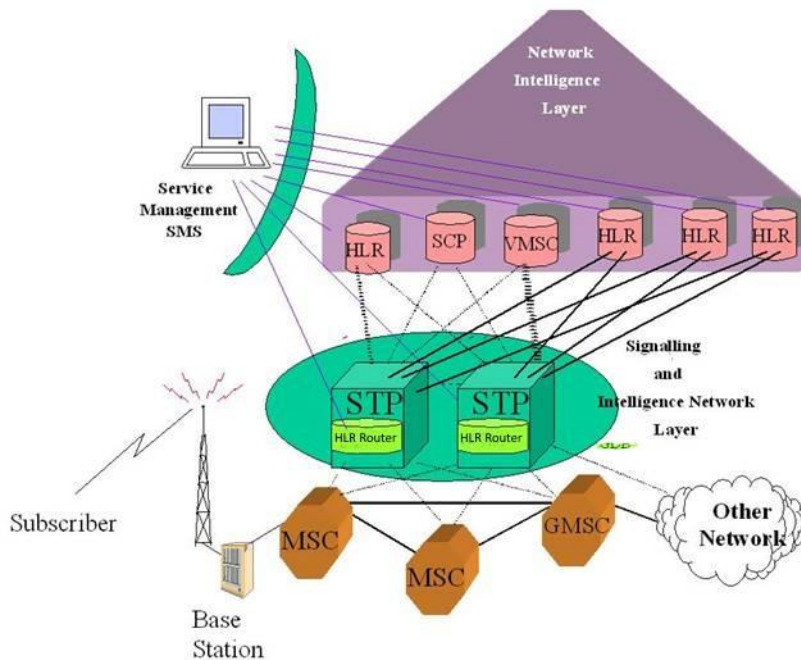 Network
Intelligence
Layer
Service
Management
SMS
HLR
SCP
VMSC
HLR
HLR
HLR
Signalling
and
Intelligence Network
Layer
STP
HLR Router
STP
HLR Router
Subscriber
MSC
MSC
GMSC
Other
Network
Base
Station